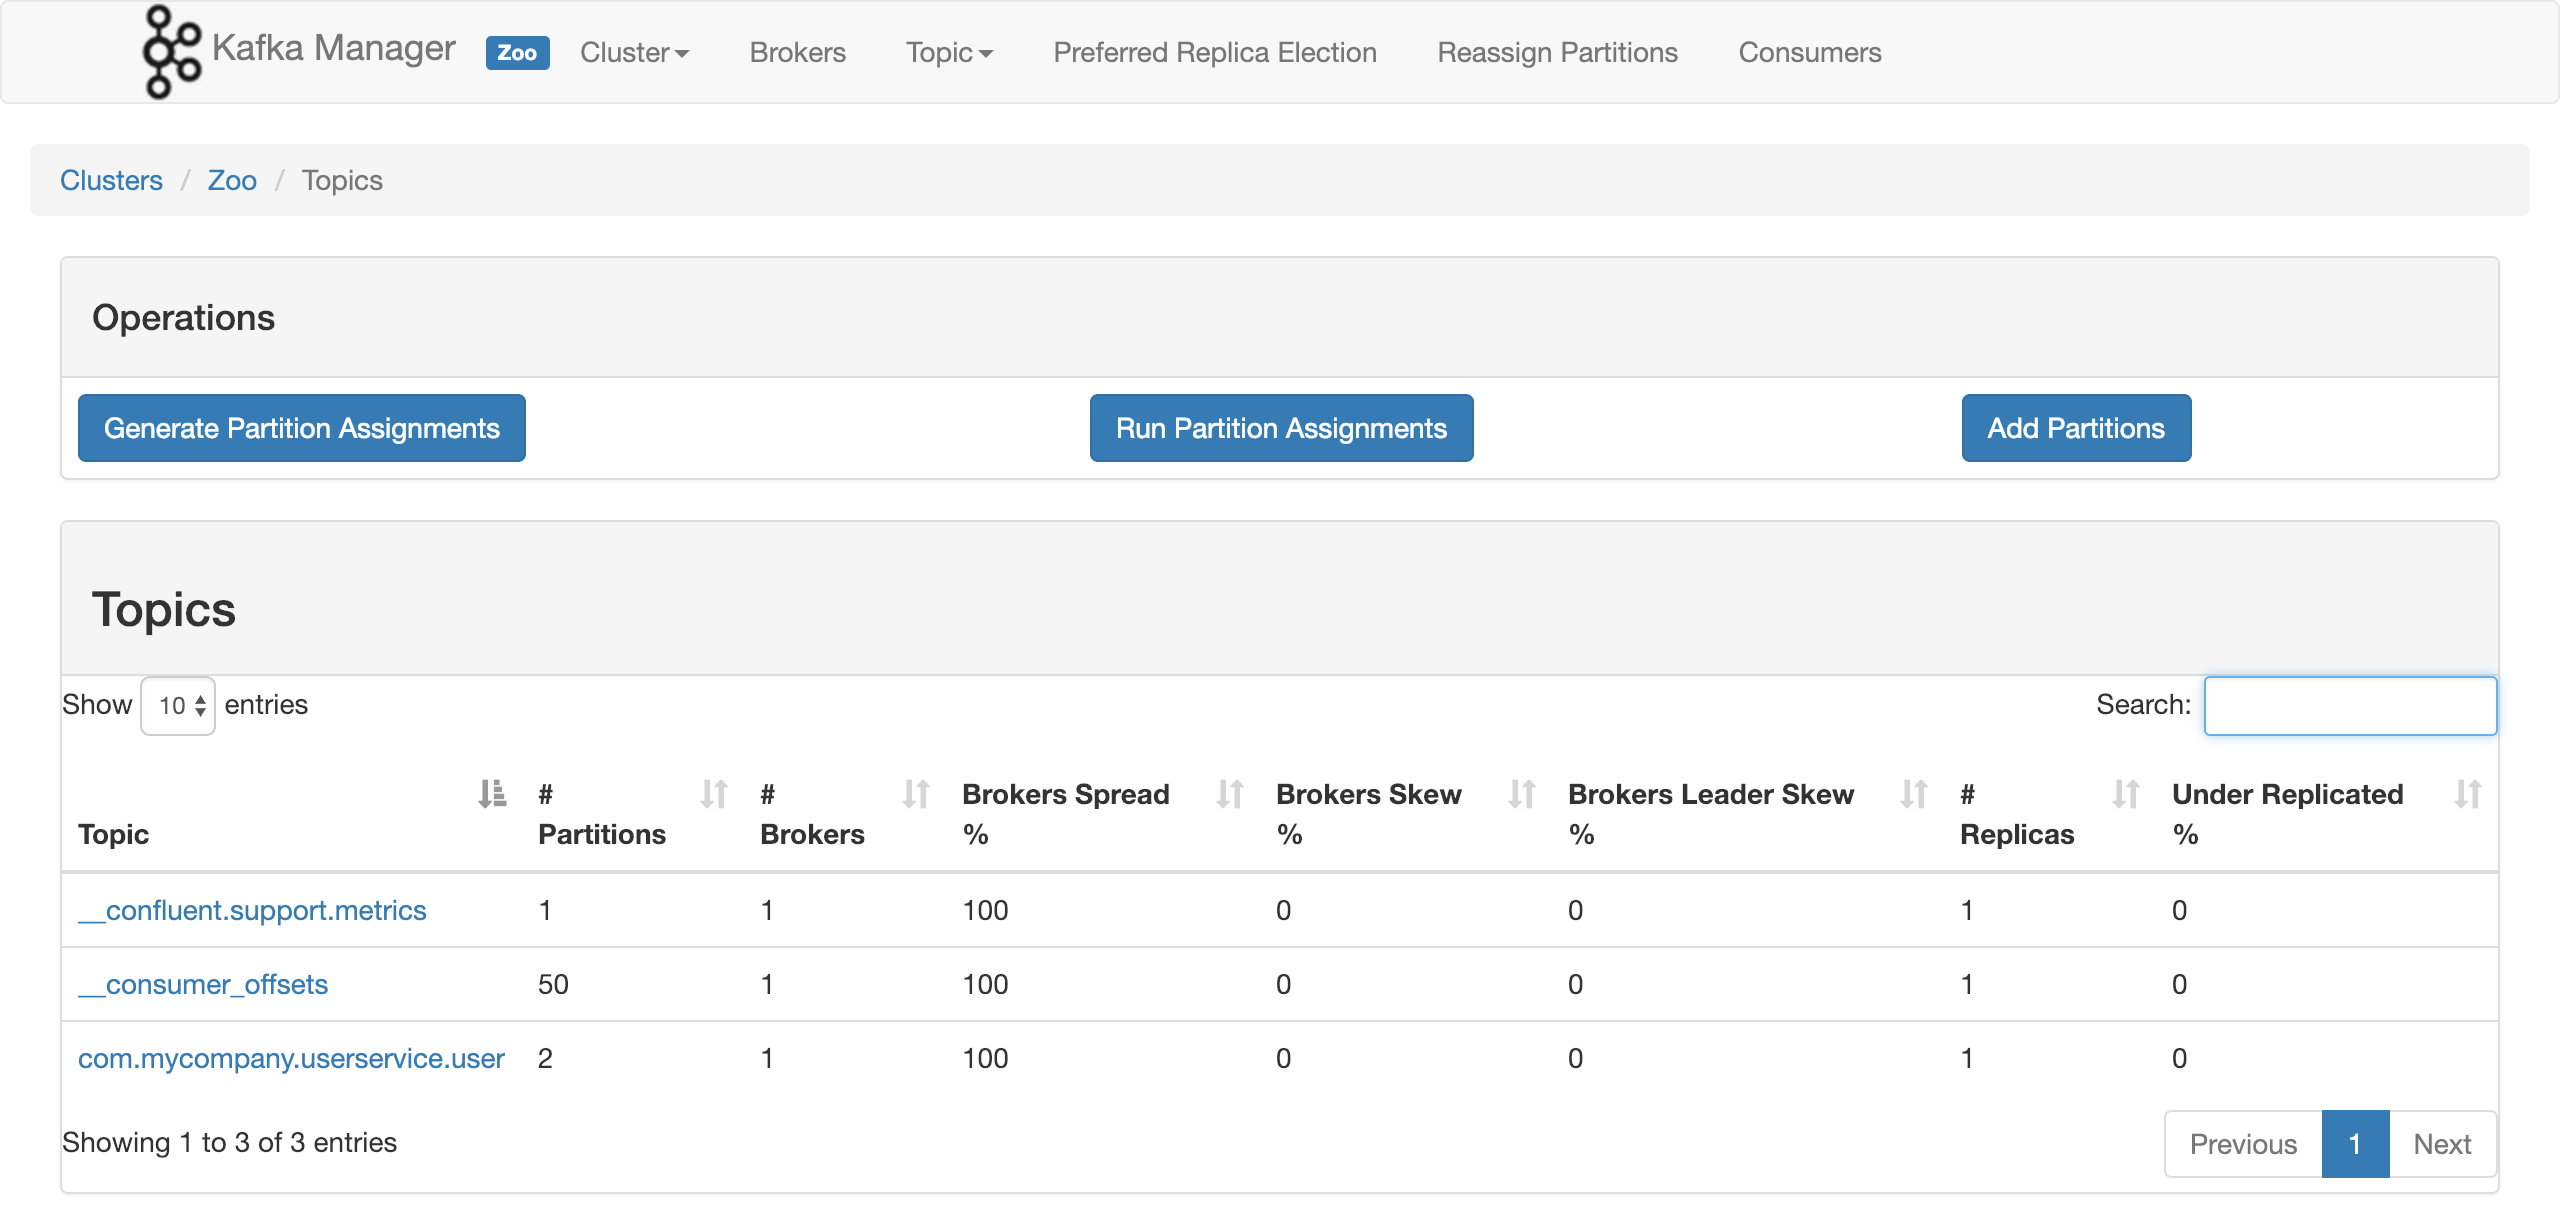 Kafka Manager Zoo Cluster Brokers Topic Preferred Replica Election Reassign Partitions Consumers
Clusters / Zoo / Topics
Operations
Generate Partition Assignments Run Partition Assignments Add Partitions
Topics
Show 10 entries Search:
Topic # Partitions # Brokers Brokers Spread % Brokers Skew % Brokers Leader Skew % # Replicas Under Replicated %
__confluent.support.metrics 1 1 100 0 0 1 0
__consumer_offsets 50 1 100 0 0 1 0
com.mycompany.userservice.user 2 1 100 0 0 1 0
Showing 1 to 3 of 3 entries Previous 1 Next